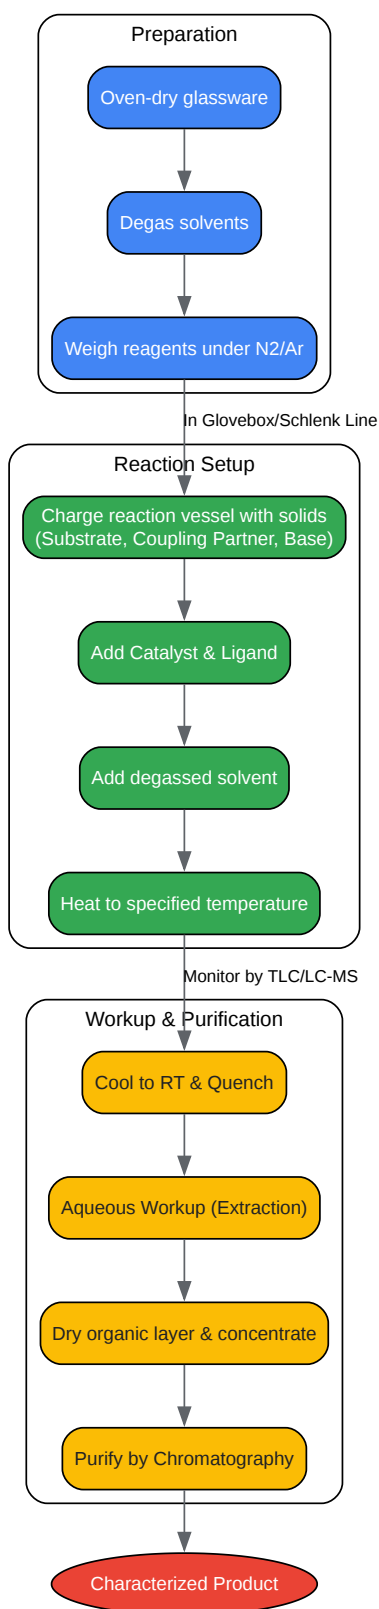 Preparation
Oven-dry glassware
Degas solvents
Weigh reagents under N2/Ar
In Glovebox/Schlenk Line
Reaction Setup
Charge reaction vessel with solids
(Substrate, Coupling Partner, Base)
Add Catalyst & Ligand
Add degassed solvent
Heat to specified temperature
Monitor by TLC/LC-MS
Workup & Purification
Cool to RT & Quench
Aqueous Workup (Extraction)
Dry organic layer & concentrate
Purify by Chromatography
Characterized Product